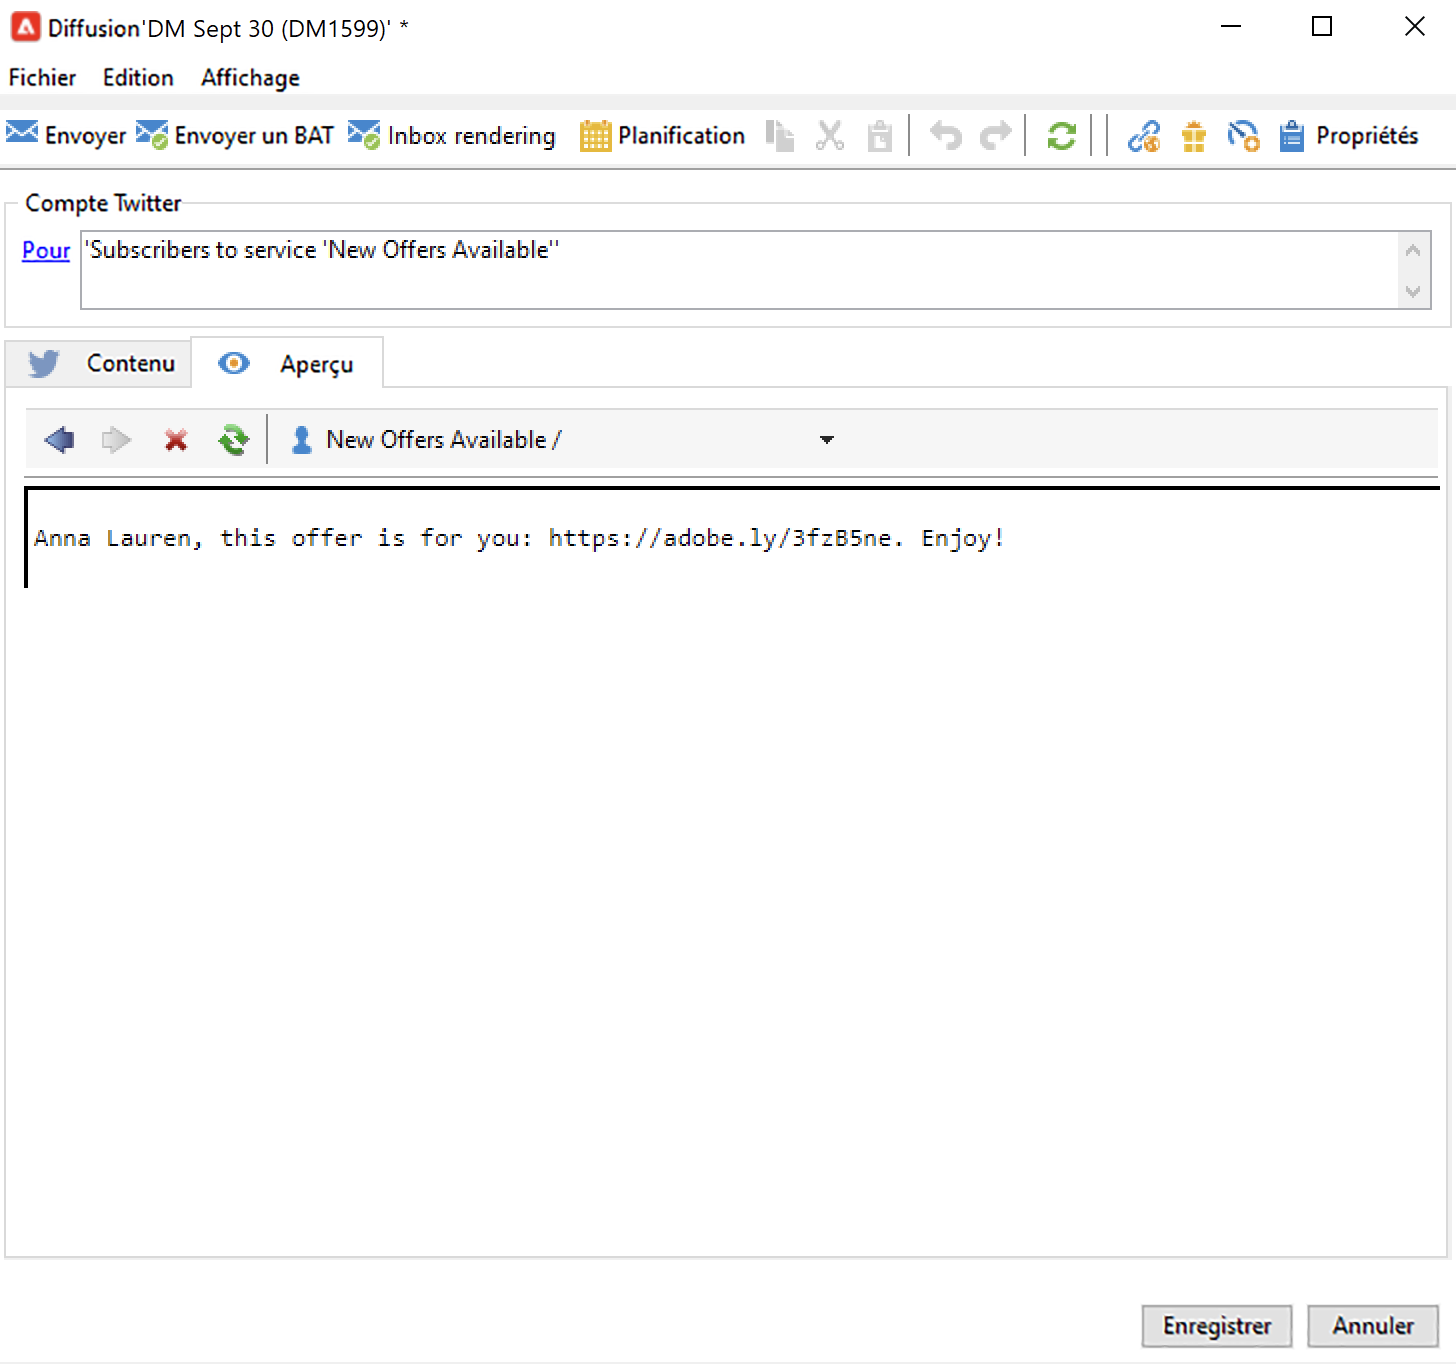 Diffusion'DM Sept 30 (DM1599)' *
Fichier Edition Affichage
Envoyer Envoyer un BAT Inbox rendering Planification Propriétés
Compte Twitter
Pour 'Subscribers to service 'New Offers Available''
Contenu Aperçu
New Offers Available /
Anna Lauren, this offer is for you: https://adobe.ly/3fzB5ne. Enjoy!
Enregistrer Annuler